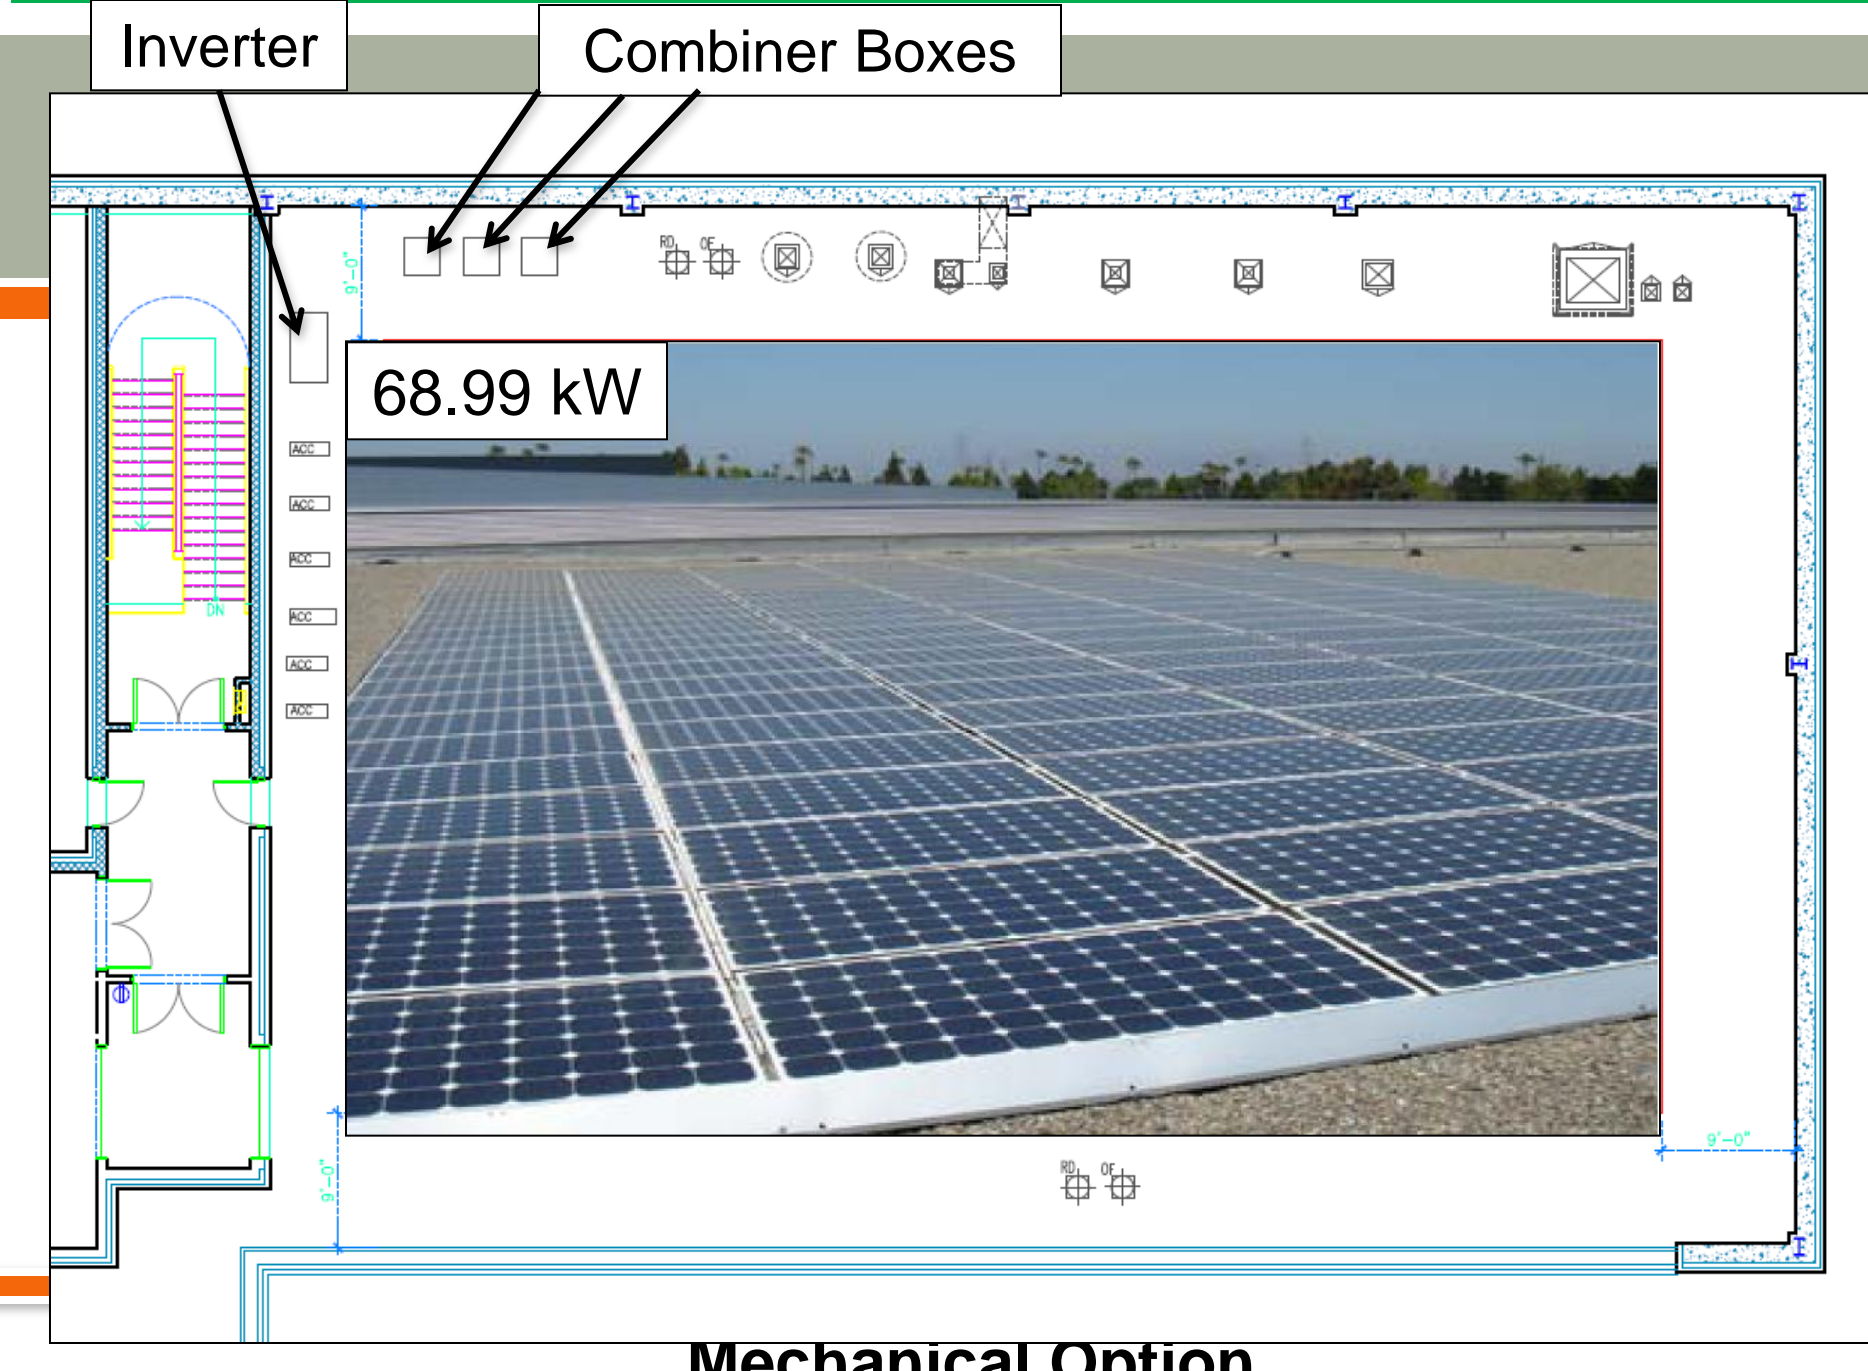 Inverter
Combiner Boxes
RD OF
9'-0"
68.99 kW
ACC
ACC
ACC
ACC
ACC
ACC
DN
9'-0"
9'-0"
RD OF
Mechanical Option